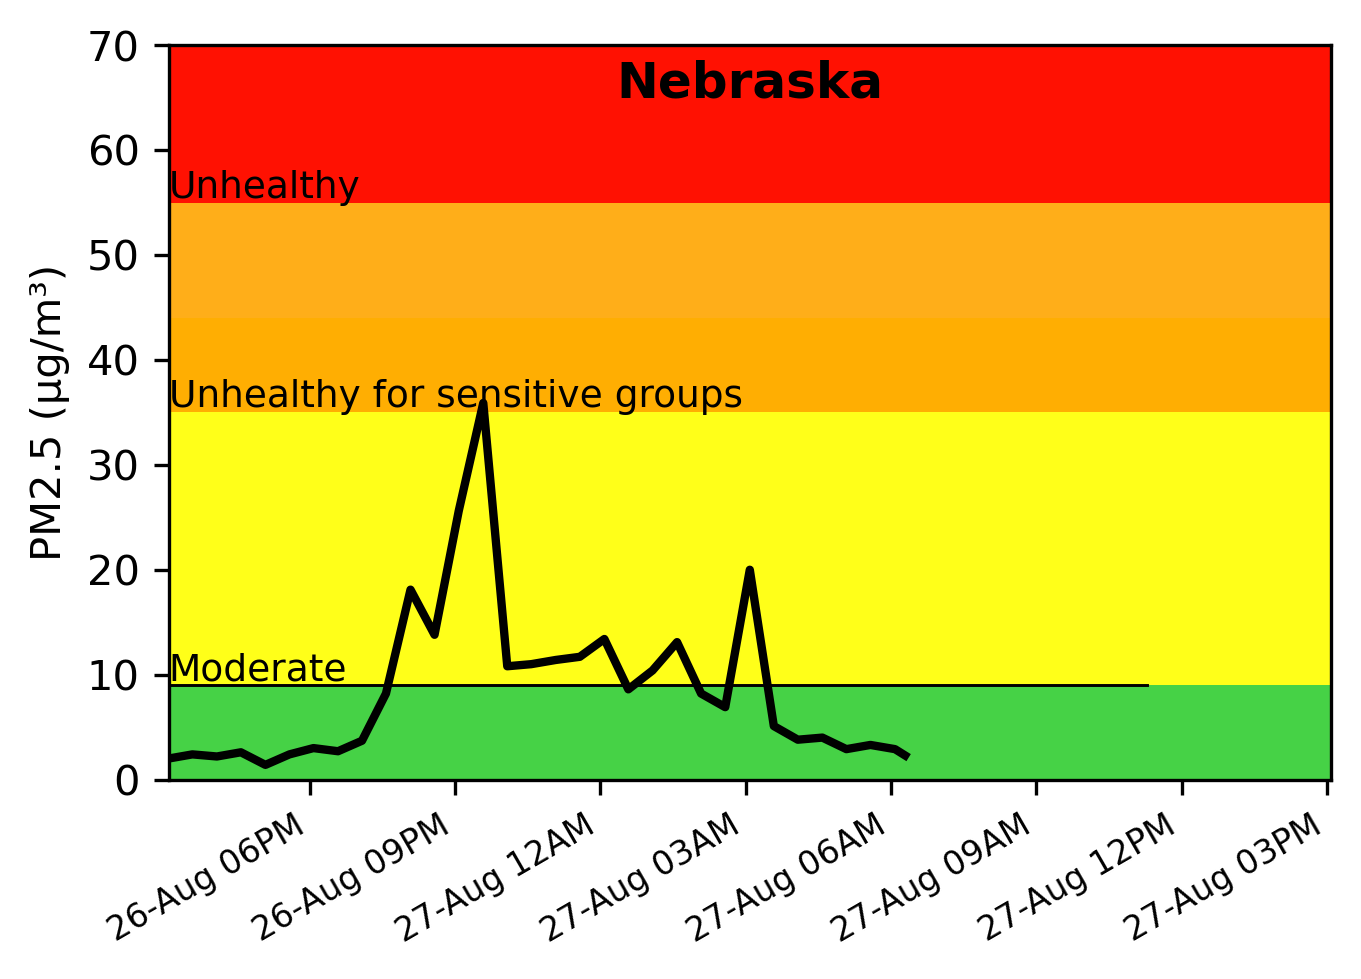 Nebraska
PM2.5 (µg/m³)
70
60
50
40
30
20
10
0
Unhealthy
Unhealthy for sensitive groups
Moderate
26-Aug 06PM
26-Aug 09PM
27-Aug 12AM
27-Aug 03AM
27-Aug 06AM
27-Aug 09AM
27-Aug 12PM
27-Aug 03PM